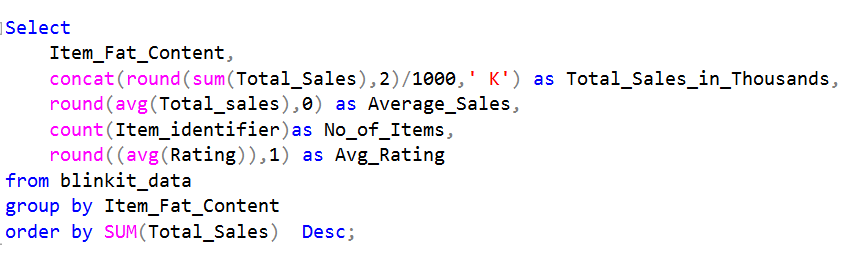 Select
Item_Fat_Content,
concat(round(sum(Total_Sales),2)/1000,' K') as Total_Sales_in_Thousands,
round(avg(Total_sales),0) as Average_Sales,
count(Item_identifier)as No_of_Items,
round((avg(Rating)),1) as Avg_Rating
from blinkit_data
group by Item_Fat_Content
order by SUM(Total_Sales)  Desc;